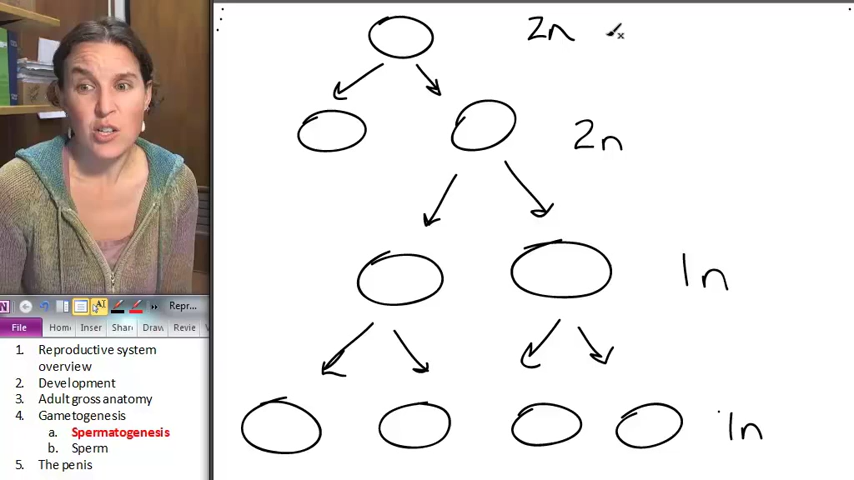 2n
2n
1n
1n
Repr...
File Home Inser Shar Draw Revie
1. Reproductive system
overview
2. Development
3. Adult gross anatomy
4. Gametogenesis
a. Spermatogenesis
b. Sperm
5. The penis